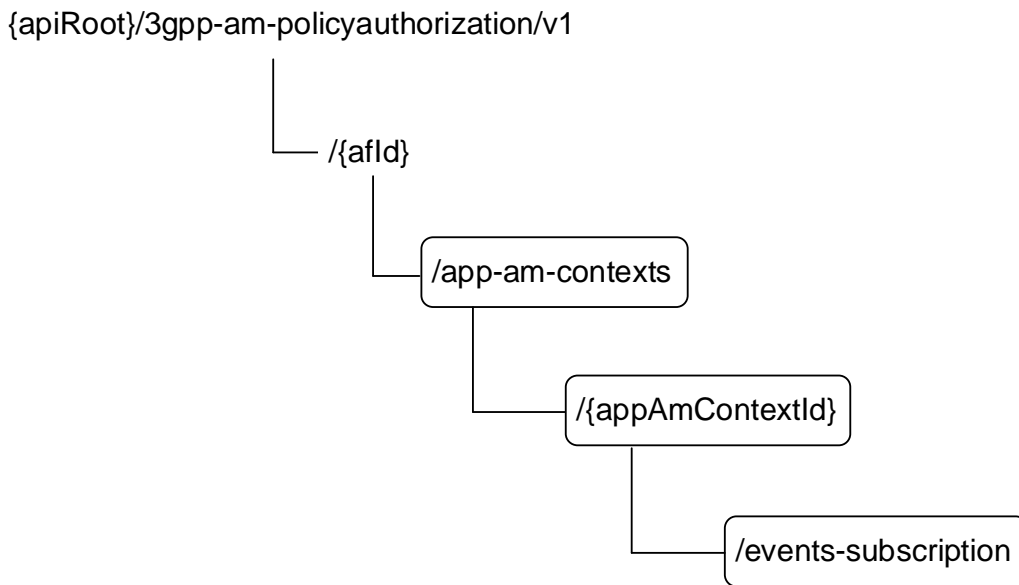 {apiRoot}/3gpp-am-policyauthorization/v1
/{afId}
/app-am-contexts
/{appAmContextId}
/events-subscription